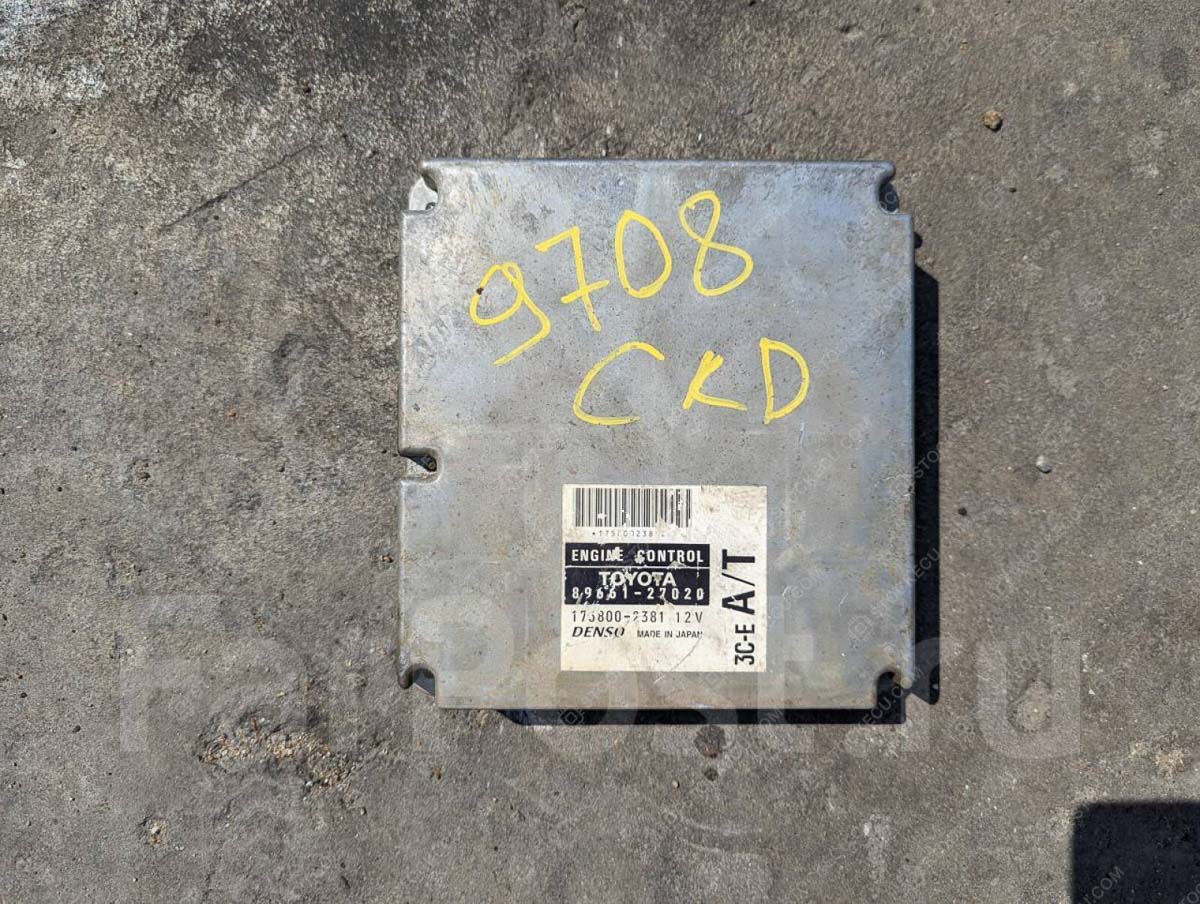 9708
CKD
ENGINE CONTROL
TOYOTA
89661-27020
175800-2381 12V
DENSO MADE IN JAPAN
3C-E A/T